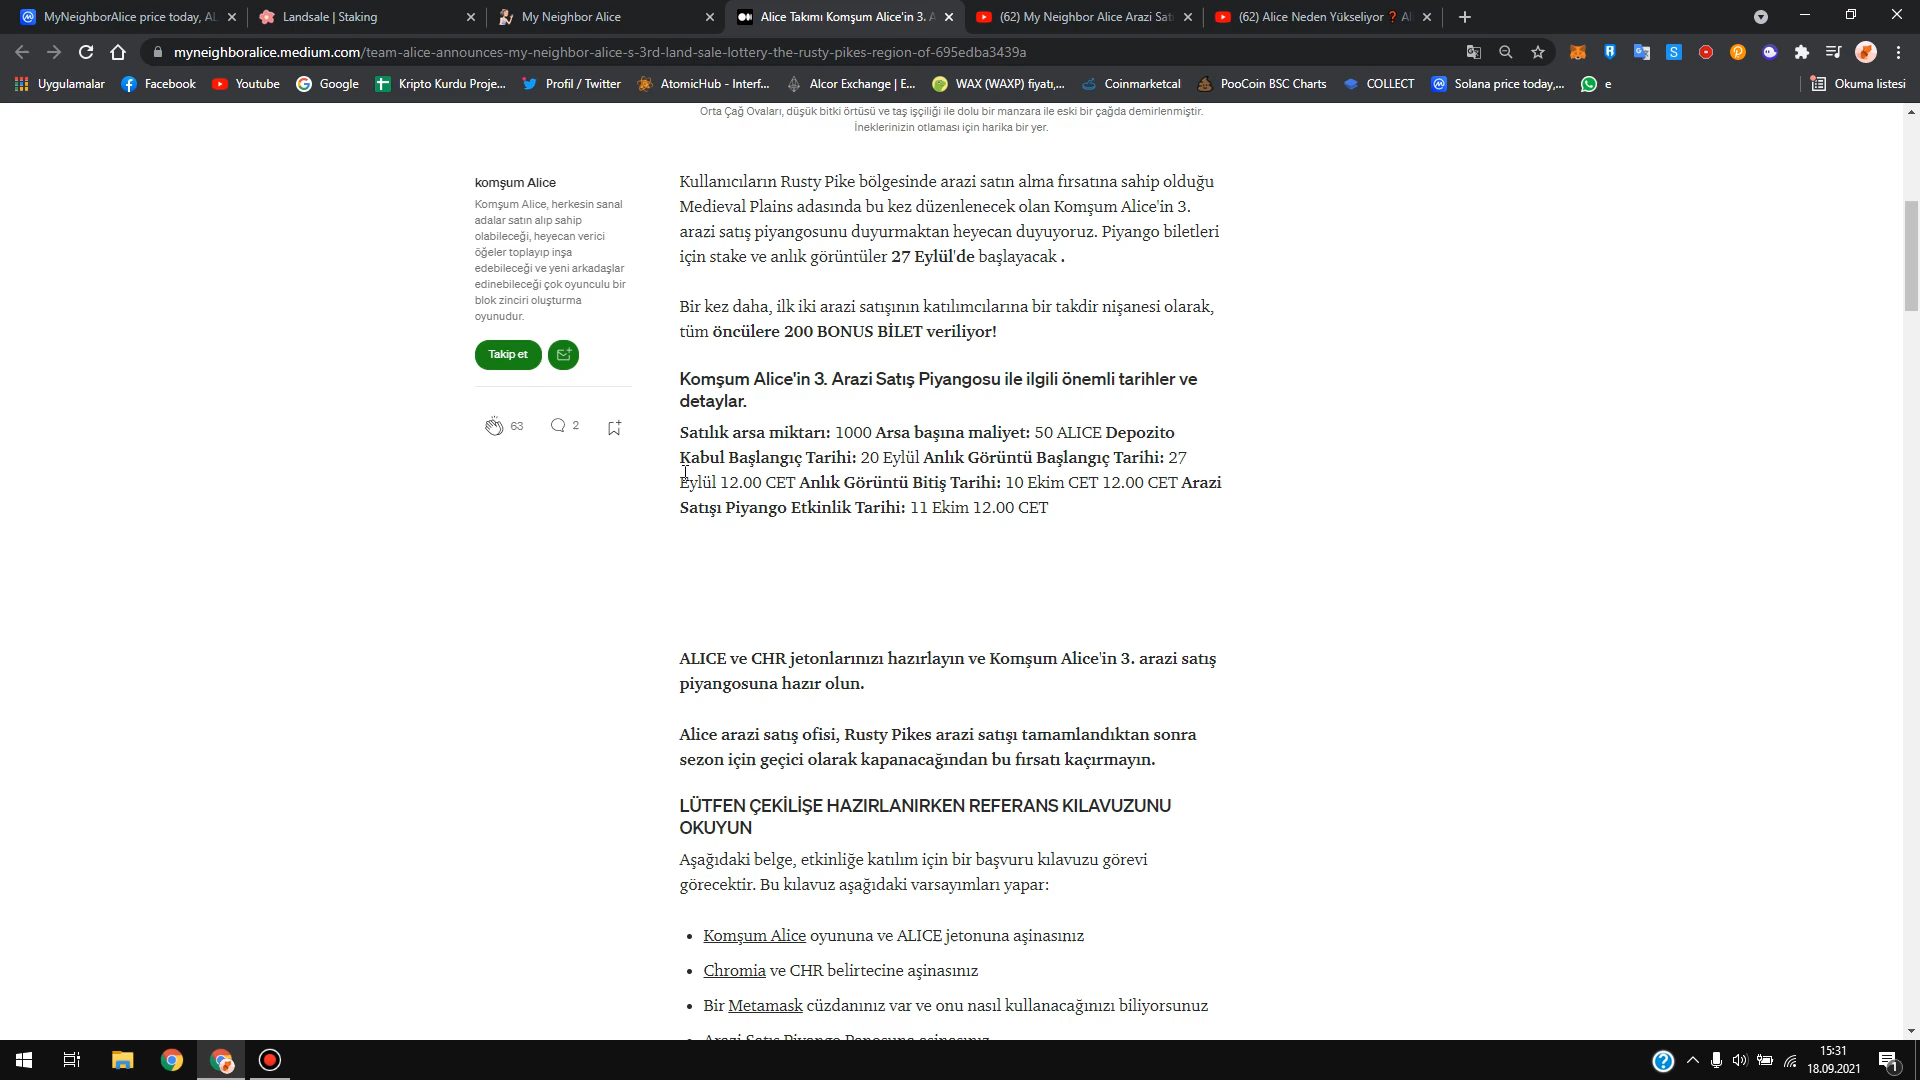 MyNeighborAlice price today, AL
Landsale | Staking
My Neighbor Alice
Alice Takımı Komşum Alice'in 3. A
(62) My Neighbor Alice Arazi Sat
(62) Alice Neden Yükseliyor ❓ Al
myneighboralice.medium.com/team-alice-announces-my-neighbor-alice-s-3rd-land-sale-lottery-the-rusty-pikes-region-of-695edba3439a
Uygulamalar
Facebook
Youtube
Google
Kripto Kurdu Proje...
Profil / Twitter
AtomicHub - Interf...
Alcor Exchange | E...
WAX (WAXP) fiyatı,...
Coinmarketcal
PooCoin BSC Charts
COLLECT
Solana price today,...
e
Okuma listesi
Orta Çağ Ovaları, düşük bitki örtüsü ve taş işçiliği ile dolu bir manzara ile eski bir çağda demirlenmiştir.
İneklerinizin otlaması için harika bir yer.
komşum Alice
Komşum Alice, herkesin sanal
adalar satın alıp sahip
olabileceği, heyecan verici
öğeler toplayıp inşa
edebileceği ve yeni arkadaşlar
edinebileceği çok oyunculu bir
blok zinciri oluşturma
oyunudur.
Takip et
63
2
Kullanıcıların Rusty Pike bölgesinde arazi satın alma fırsatına sahip olduğu
Medieval Plains adasında bu kez düzenlenecek olan Komşum Alice'in 3.
arazi satış piyangosunu duyurmaktan heyecan duyuyoruz. Piyango biletleri
için stake ve anlık görüntüler 27 Eylül'de başlayacak .
Bir kez daha, ilk iki arazi satışının katılımcılarına bir takdir nişanesi olarak,
tüm öncülere 200 BONUS BİLET veriliyor!
Komşum Alice'in 3. Arazi Satış Piyangosu ile ilgili önemli tarihler ve
detaylar.
Satılık arsa miktarı: 1000 Arsa başına maliyet: 50 ALICE Depozito
Kabul Başlangıç Tarihi: 20 Eylül Anlık Görüntü Başlangıç Tarihi: 27
Eylül 12.00 CET Anlık Görüntü Bitiş Tarihi: 10 Ekim CET 12.00 CET Arazi
Satışı Piyango Etkinlik Tarihi: 11 Ekim 12.00 CET
ALICE ve CHR jetonlarınızı hazırlayın ve Komşum Alice'in 3. arazi satış
piyangosuna hazır olun.
Alice arazi satış ofisi, Rusty Pikes arazi satışı tamamlandıktan sonra
sezon için geçici olarak kapanacağından bu fırsatı kaçırmayın.
LÜTFEN ÇEKİLİŞE HAZIRLANIRKEN REFERANS KILAVUZUNU
OKUYUN
Aşağıdaki belge, etkinliğe katılım için bir başvuru kılavuzu görevi
görecektir. Bu kılavuz aşağıdaki varsayımları yapar:
• Komşum Alice oyununa ve ALICE jetonuna aşinasınız
• Chromia ve CHR belirtecine aşinasınız
• Bir Metamask cüzdanınız var ve onu nasıl kullanacağınızı biliyorsunuz
• Arazi Satış Piyango Panosuna aşinasınız
15:31
18.09.2021
1